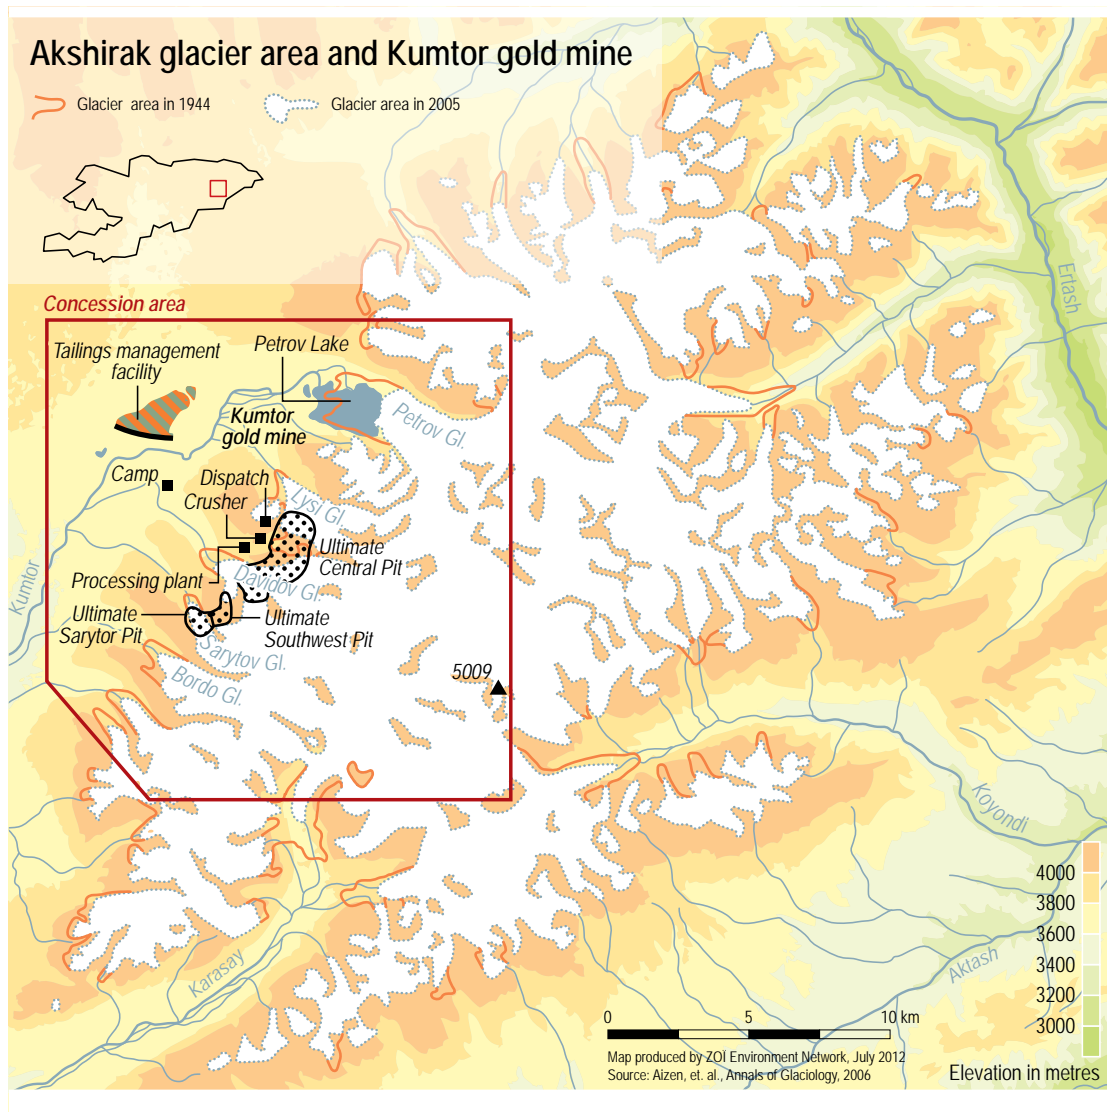 Akshirak glacier area and Kumtor gold mine
Glacier area in 1944
Glacier area in 2005
Concession area
Tailings management
facility
Petrov Lake
Kumtor
gold mine
Petrov Gl.
Camp
Dispatch
Crusher
Lysi Gl.
Ultimate
Central Pit
Processing plant
Davidov Gl.
Ultimate
Sarytor Pit
Ultimate
Southwest Pit
Sarytov Gl.
Bordo Gl.
5009
Kumtor
Ertash
Koyondi
Karasay
Aktash
4000
3800
3600
3400
3200
3000
Elevation in metres
0 5 10 km
Map produced by ZOÏ Environment Network, July 2012
Source: Aizen, et. al., Annals of Glaciology, 2006